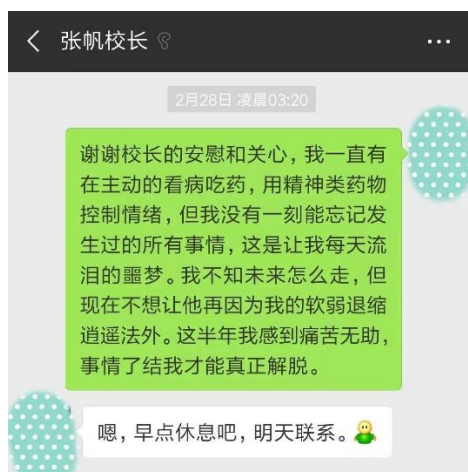 张帆校长
2月28日 凌晨03:20
谢谢校长的安慰和关心，我一直有
在主动的看病吃药，用精神类药物
控制情绪，但我没有一刻能忘记发
生过的所有事情，这是让我每天流
泪的噩梦。我不知未来怎么走，但
现在不想让他再因为我的软弱退缩
逍遥法外。这半年我感到痛苦无助，
事情了结我才能真正解脱。
嗯，早点休息吧，明天联系。